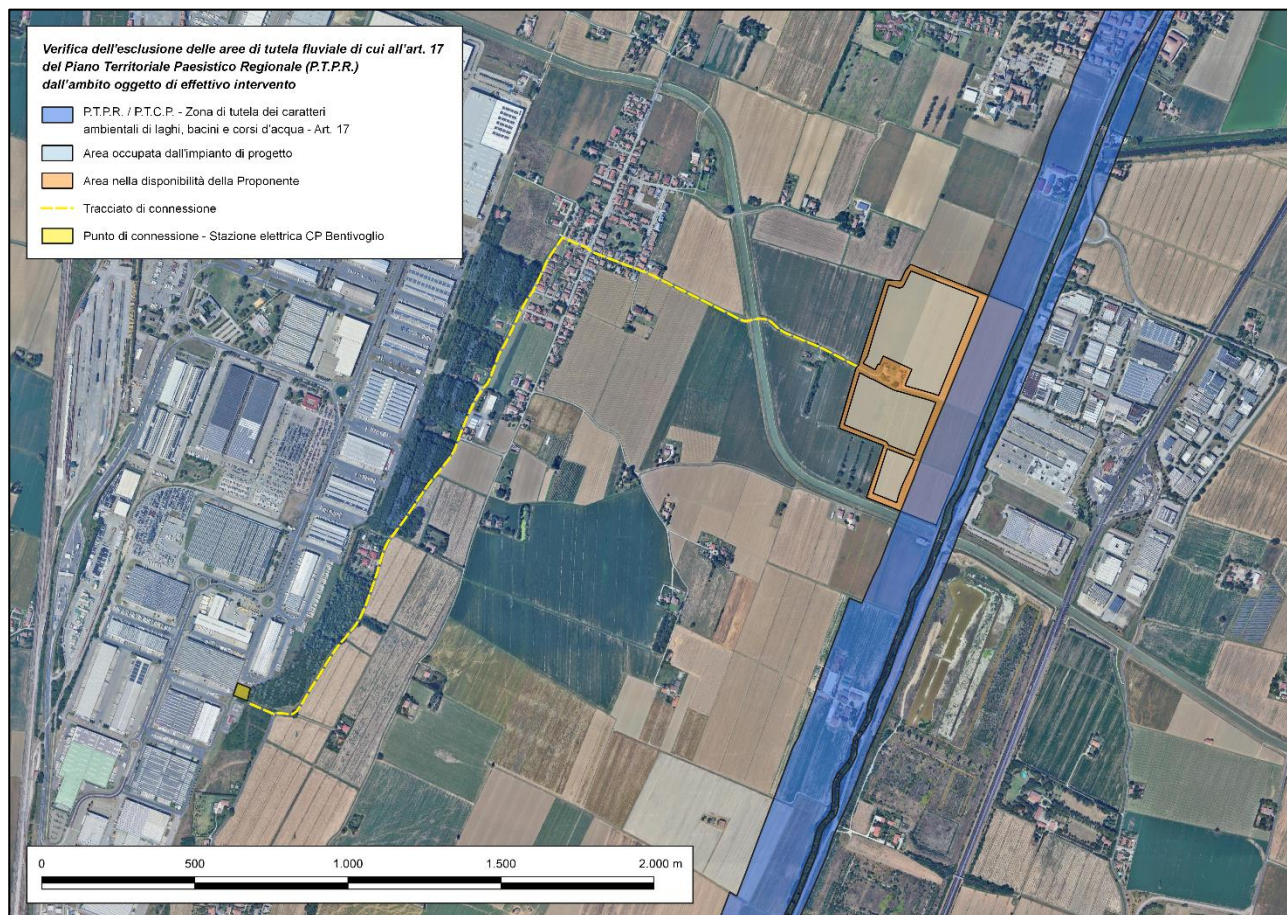 Verifica dell'esclusione delle aree di tutela fluviale di cui all'art. 17
del Piano Territoriale Paesistico Regionale (P.T.P.R.)
dall'ambito oggetto di effettivo intervento
P.T.P.R. / P.T.C.P. - Zona di tutela dei caratteri
ambientali di laghi, bacini e corsi d'acqua - Art. 17
Area occupata dall'impianto di progetto
Area nella disponibilità della Proponente
Tracciato di connessione
Punto di connessione - Stazione elettrica CP Bentivoglio
0 500 1.000 1.500 2.000 m